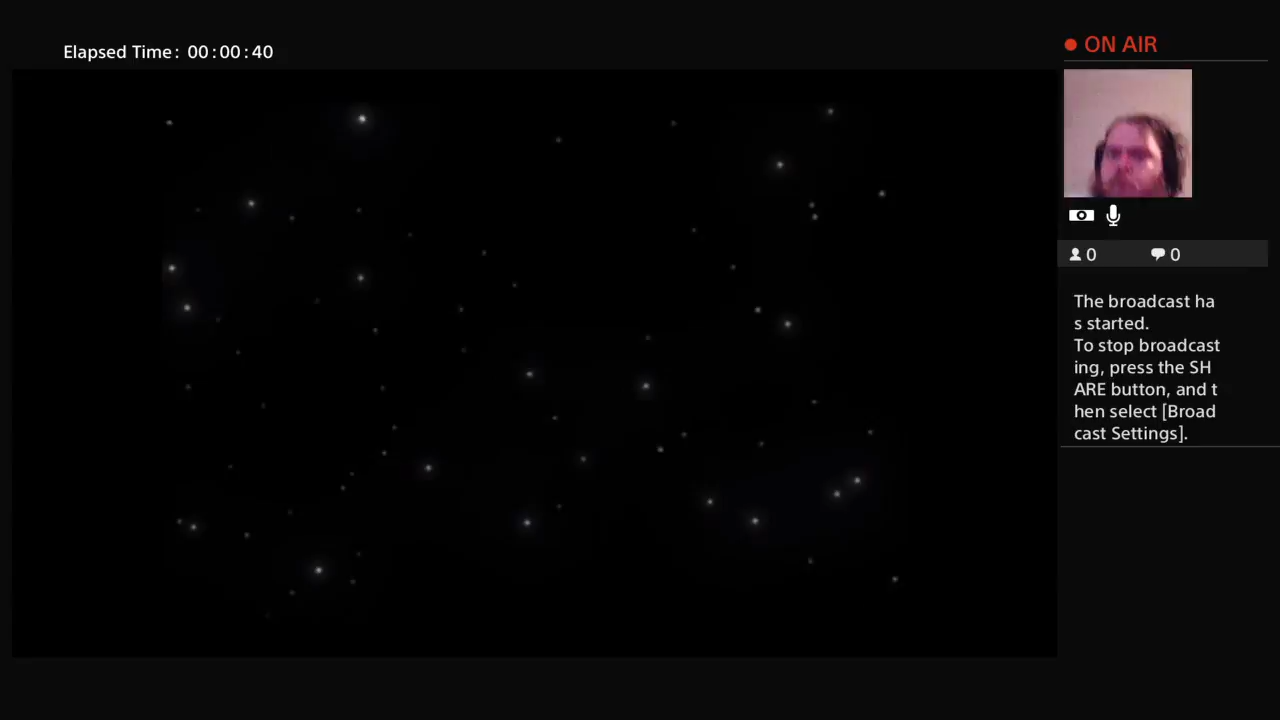 Elapsed Time: 00:00:40
ON AIR
0 0
The broadcast ha
s started.
To stop broadcast
ing, press the SH
ARE button, and t
hen select [Broad
cast Settings].